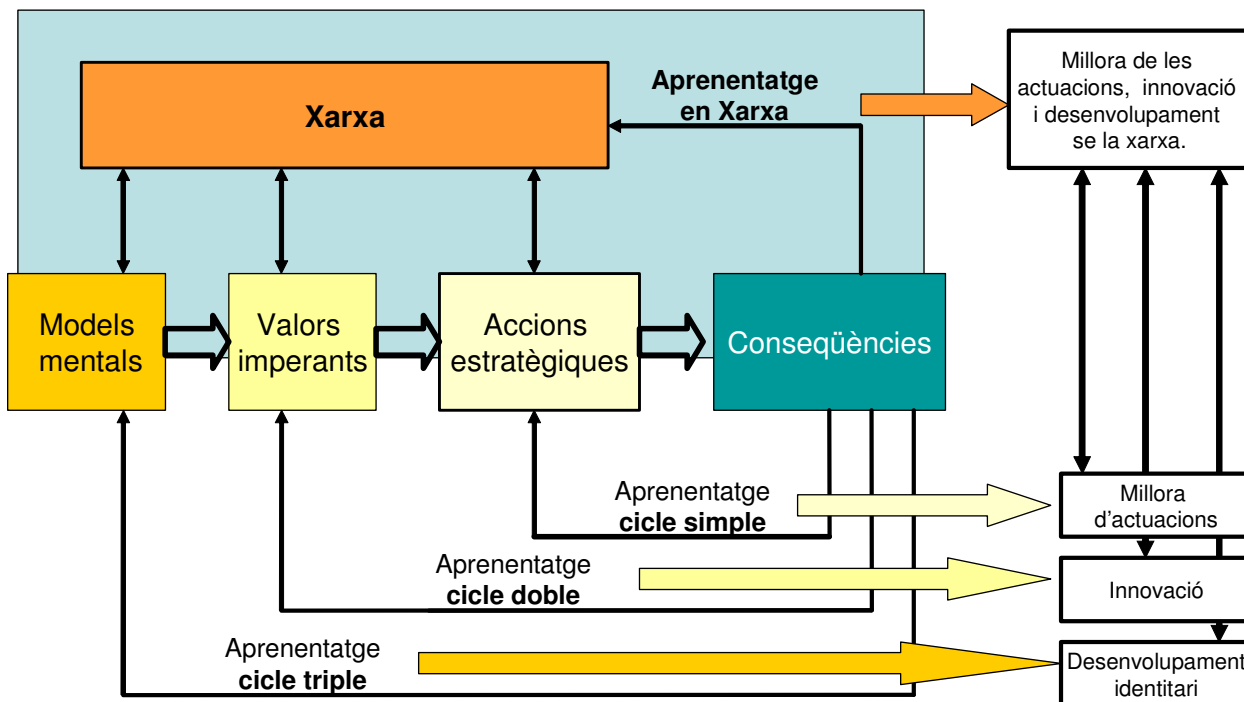 Xarxa
Aprenentatge
en Xarxa
Millora de les
actuacions, innovació
i desenvolupament
se la xarxa.
Models
mentals
Valors
imperants
Accions
estratègiques
Conseqüències
Aprenentatge
cicle simple
Millora
d’actuacions
Aprenentatge
cicle doble
Innovació
Aprenentatge
cicle triple
Desenvolupament
identitari